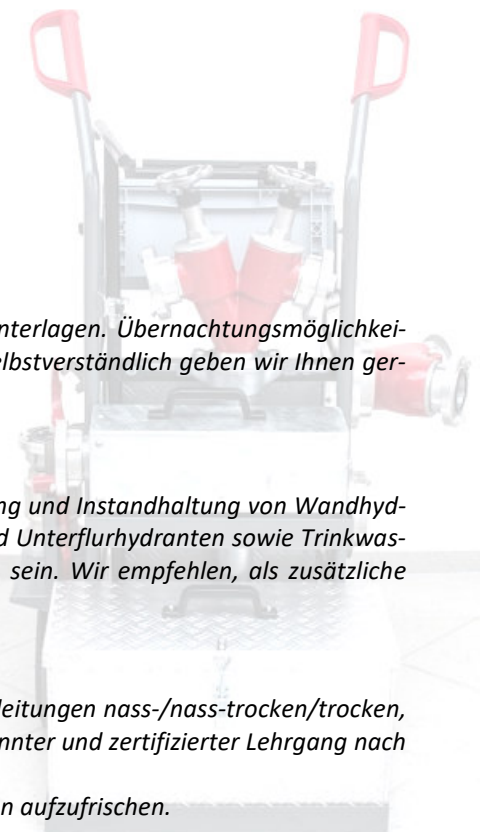 nterlagen. Übernachtungsmöglichkei-
elbstverständlich geben wir Ihnen ger-
ng und Instandhaltung von Wandhyd-
d Unterflurhydranten sowie Trinkwas-
sein. Wir empfehlen, als zusätzliche
leitungen nass-/nass-trocken/trocken,
nnter und zertifizierter Lehrgang nach
n aufzufrischen.